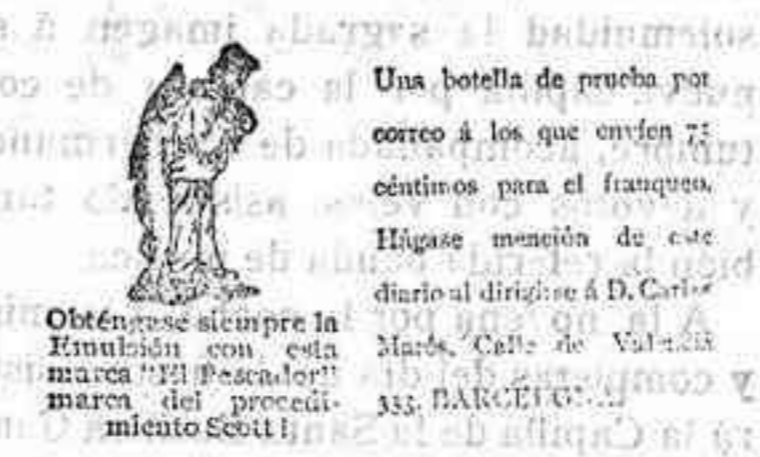 Obténgase siempre la
Emulsión con esta
marca "El Pescador"
marca del procedi-
miento Scott!
Una botella de prueba por
correo á los que envíen 75
céntimos para el franqueo.
Hágase mención de este
diario al dirigirse á D. Carlos
Marés. Calle de Valencia
333. BARCELONA.